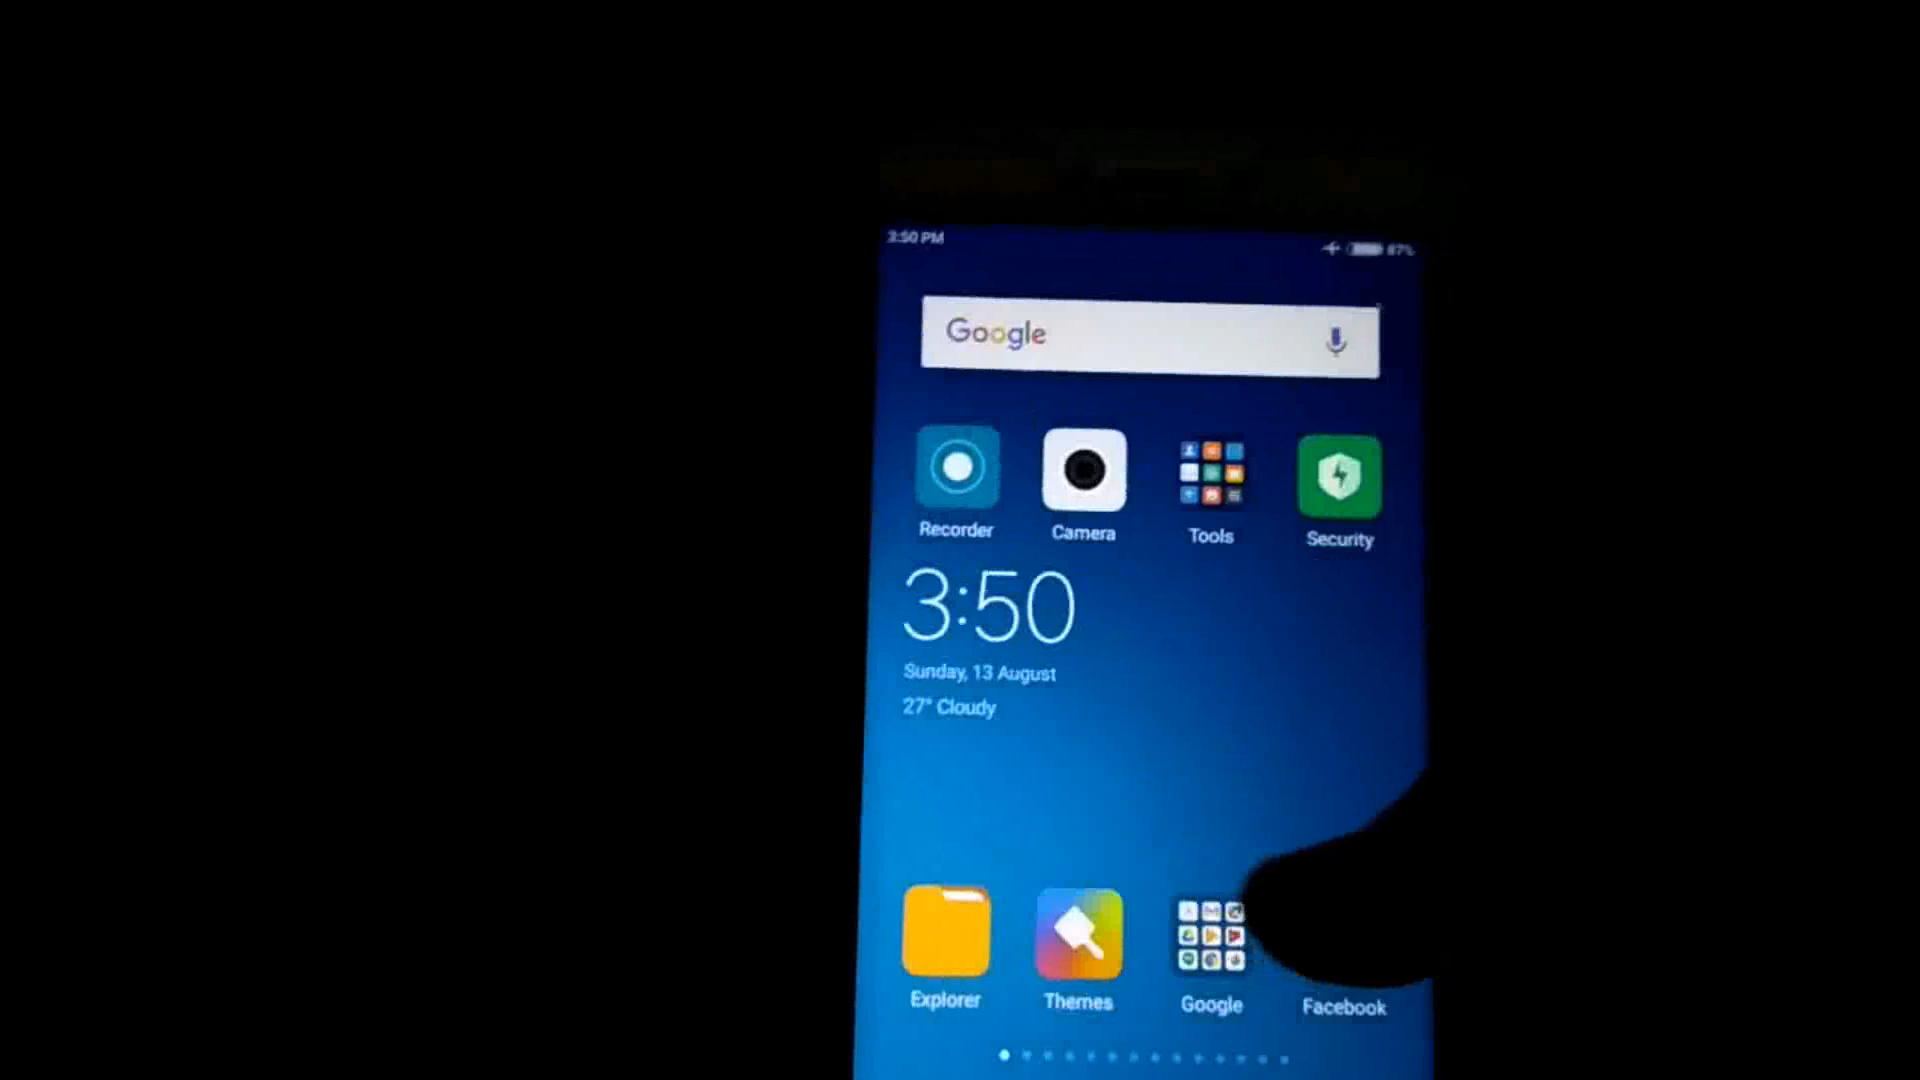 3:50 PM 87%
Google
Recorder Camera Tools Security
3:50
Sunday, 13 August
27° Cloudy
Explorer Themes Google Facebook